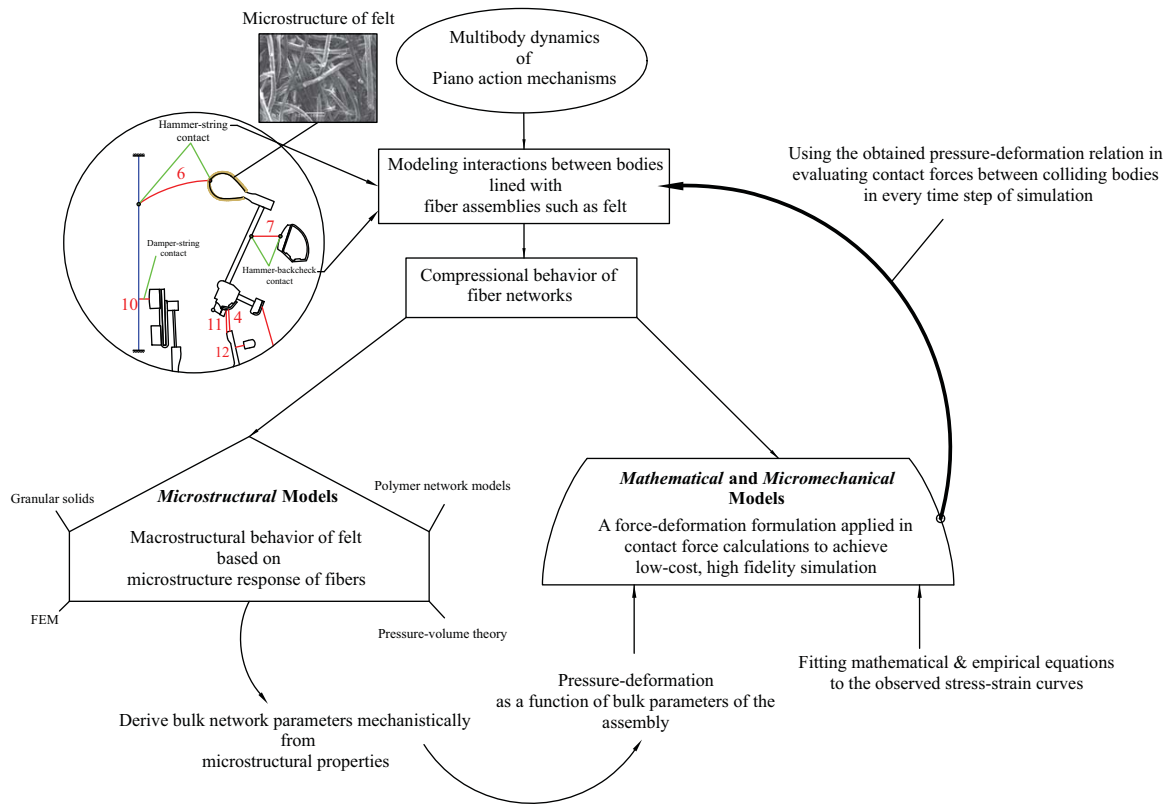 Microstructure of felt
Multibody dynamics
of
Piano action mechanisms
Hammer-string
contact
6
7
Damper-string
contact
Hammer-backcheck
contact
10
11
4
12
Modeling interactions between bodies
lined with
fiber assemblies such as felt
Using the obtained pressure-deformation relation in
evaluating contact forces between colliding bodies
in every time step of simulation
Compressional behavior of
fiber networks
Granular solids
Polymer network models
Microstructural Models
Macrostructural behavior of felt
based on
microstructure response of fibers
FEM
Pressure-volume theory
Mathematical and Micromechanical
Models
A force-deformation formulation applied in
contact force calculations to achieve
low-cost, high fidelity simulation
Derive bulk network parameters mechanistically
from
microstructural properties
Pressure-deformation
as a function of bulk parameters of the
assembly
Fitting mathematical & empirical equations
to the observed stress-strain curves